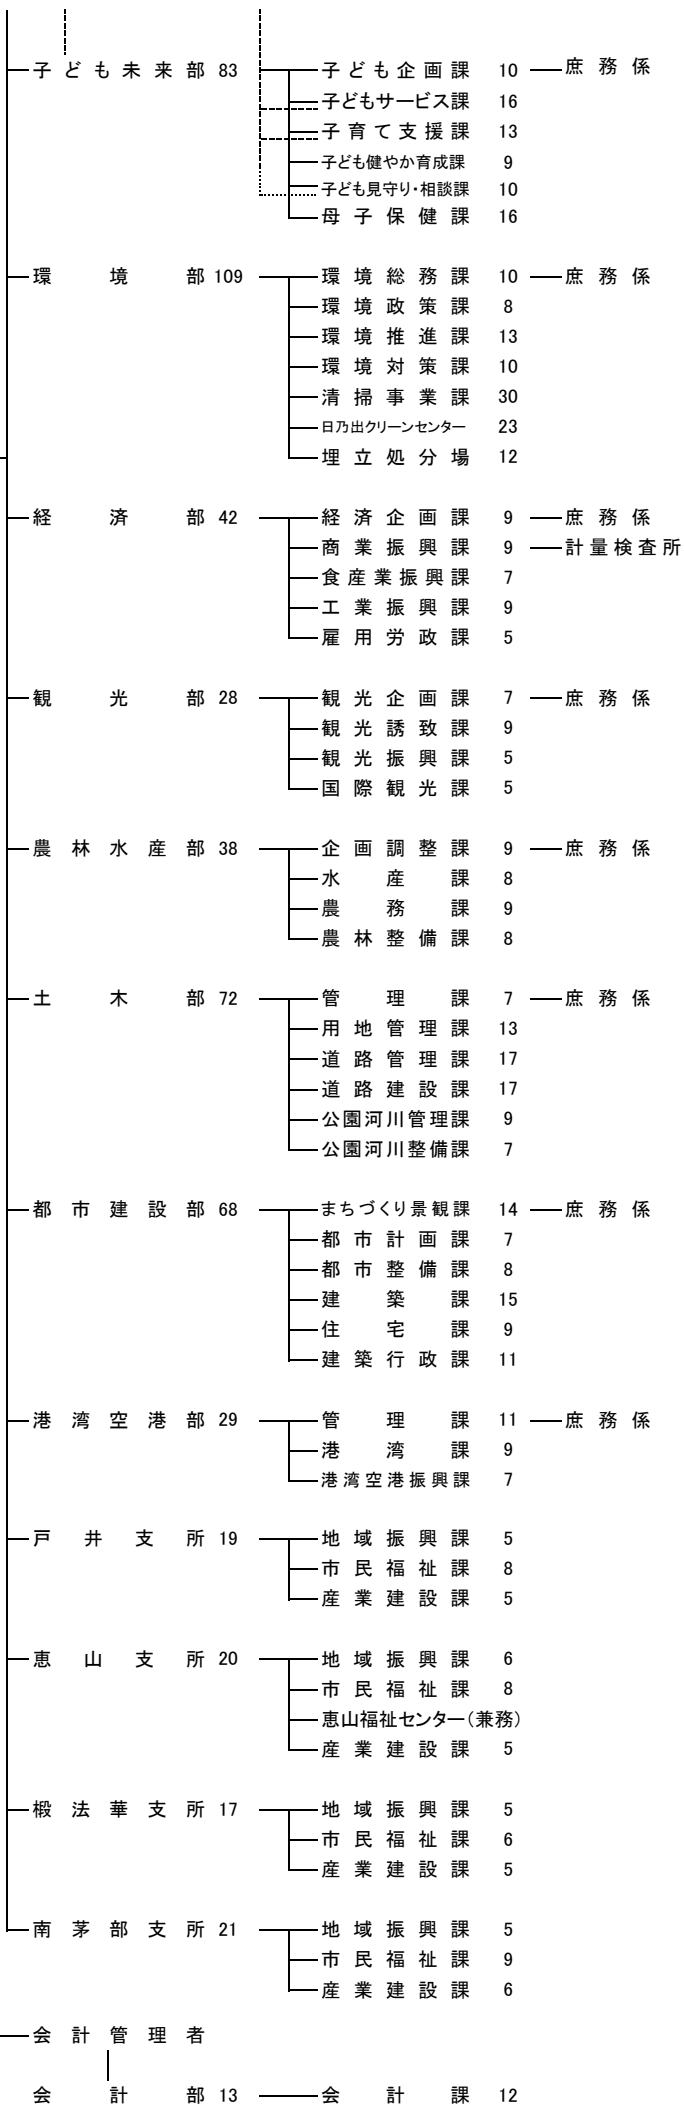 子ども未来部 83 子ども企画課 10 庶務係
子どもサービス課 16
子育て支援課 13
子ども健やか育成課 9
子ども見守り・相談課 10
母子保健課 16
環境部 109 環境総務課 10 庶務係
環境政策課 8
環境推進課 13
環境対策課 10
清掃事業課 30
日乃出クリーンセンター 23
埋立処分場 12
経済部 42 経済企画課 9 庶務係
商業振興課 9 計量検査所
食産業振興課 7
工業振興課 9
雇用労政課 5
観光部 28 観光企画課 7 庶務係
観光誘致課 9
観光振興課 5
国際観光課 5
農林水産部 38 企画調整課 9 庶務係
水産課 8
農務課 9
農林整備課 8
土木部 72 管理課 7 庶務係
用地管理課 13
道路管理課 17
道路建設課 17
公園河川管理課 9
公園河川整備課 7
都市建設部 68 まちづくり景観課 14 庶務係
都市計画課 7
都市整備課 8
建築課 15
住宅課 9
建築行政課 11
港湾空港部 29 管理課 11 庶務係
港湾課 9
港湾空港振興課 7
戸井支所 19 地域振興課 5
市民福祉課 8
産業建設課 5
恵山支所 20 地域振興課 6
市民福祉課 8
恵山福祉センター(兼務)
産業建設課 5
椴法華支所 17 地域振興課 5
市民福祉課 6
産業建設課 5
南茅部支所 21 地域振興課 5
市民福祉課 9
産業建設課 6
会計管理者
会計部 13 会計課 12